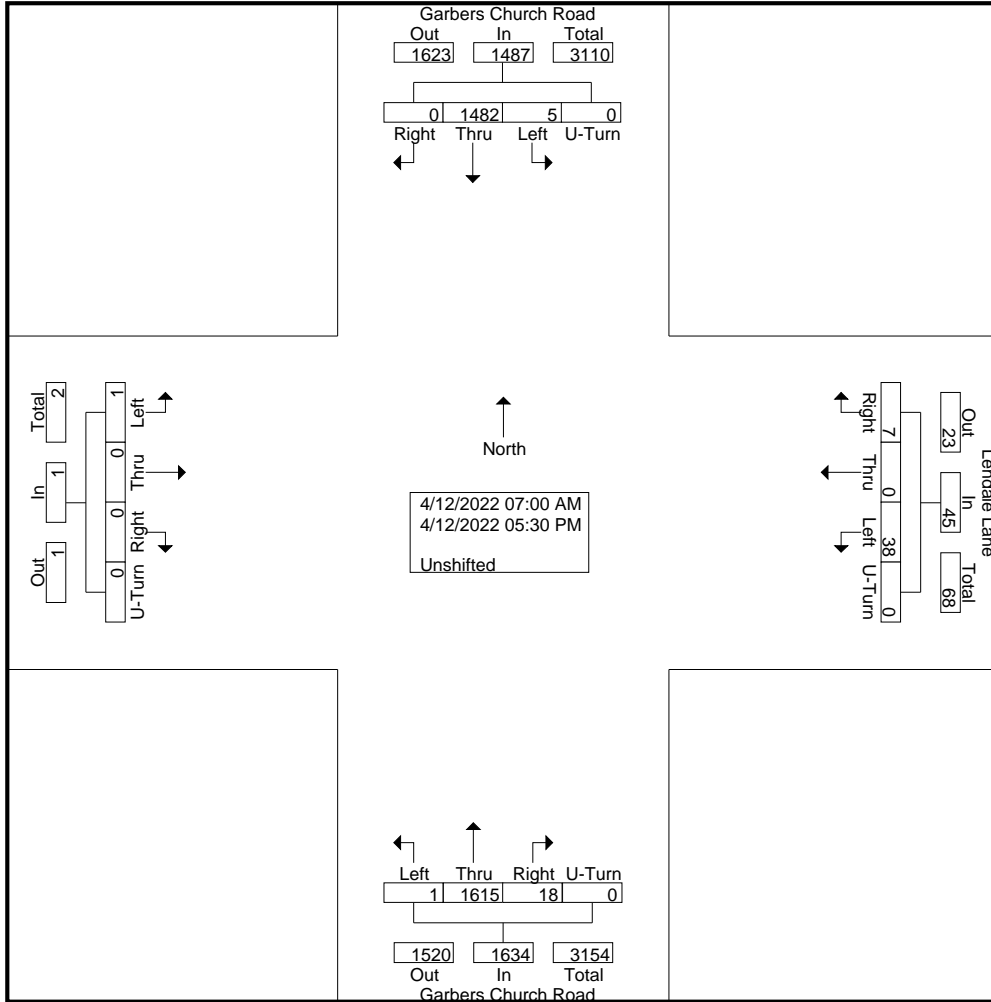 Garbers Church Road
Out In Total
1623 1487 3110
0 1482 5 0
Right Thru Left U-Turn
Total In Out
2 1 1
1 0 0 0
Left Thru Right U-Turn
North
4/12/2022 07:00 AM
4/12/2022 05:30 PM
Unshifted
Right Thru Left U-Turn
7 0 38 0
Out In Total
23 45 68
Lendale Lane
Left Thru Right U-Turn
1 1615 18 0
1520 1634 3154
Out In Total
Garbers Church Road